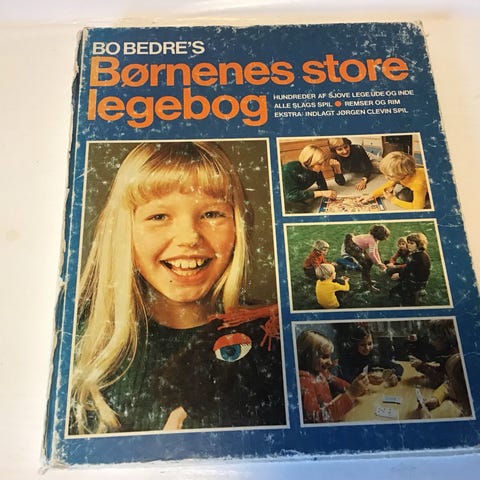 BO BEDRE'S
Børnenes store
legebog
HUNDREDER AF SJOVE LEGE UDE OG INDE
ALLE SLAGS SPIL ● REMSER OG RIM
EKSTRA: INDLAGT JØRGEN CLEVIN SPIL